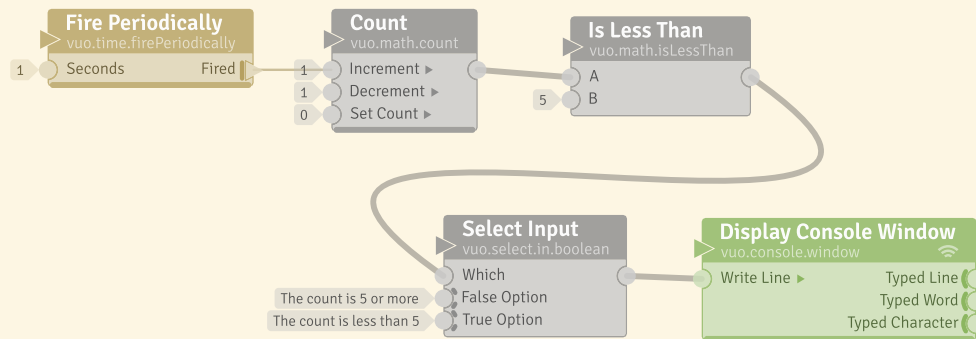 Fire Periodically
vuo.time.firePeriodically
1 Seconds Fired
Count
vuo.math.count
1 Increment
1 Decrement
0 Set Count
Is Less Than
vuo.math.isLessThan
A
5 B
Select Input
vuo.select.in.boolean
Which
The count is 5 or more False Option
The count is less than 5 True Option
Display Console Window
vuo.console.window
Write Line Typed Line
Typed Word
Typed Character